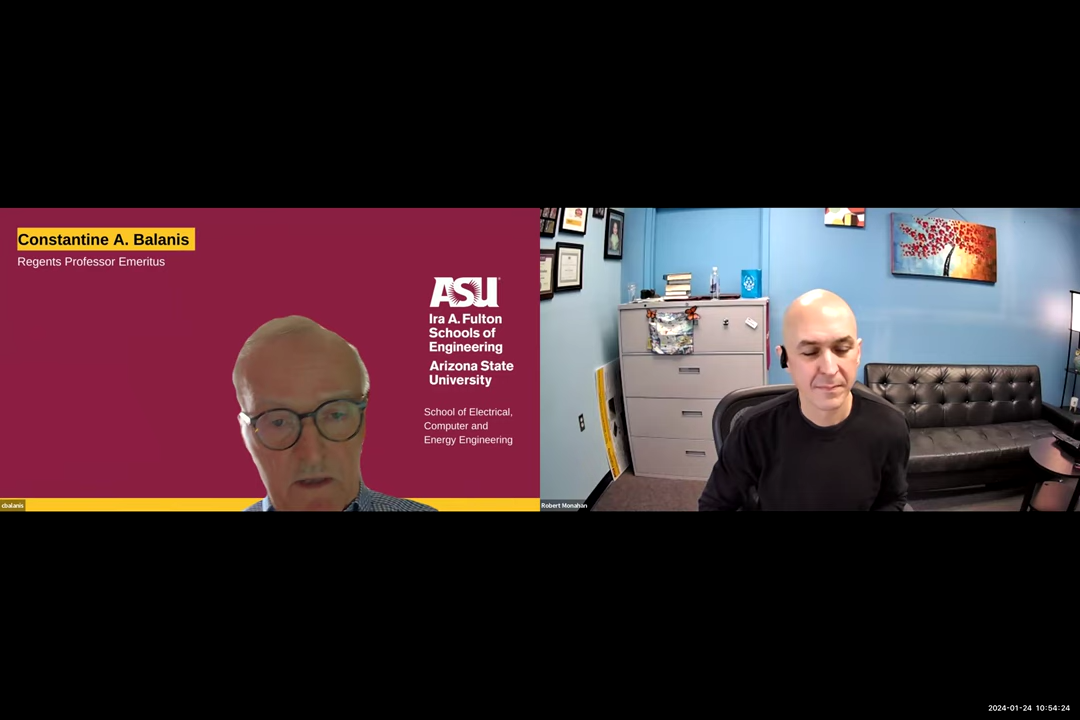 Constantine A. Balanis
Regents Professor Emeritus
ASU
Ira A. Fulton
Schools of
Engineering
Arizona State
University
School of Electrical,
Computer and
Energy Engineering
cbalanis
Robert Monahan
2024-01-24 10:54:24